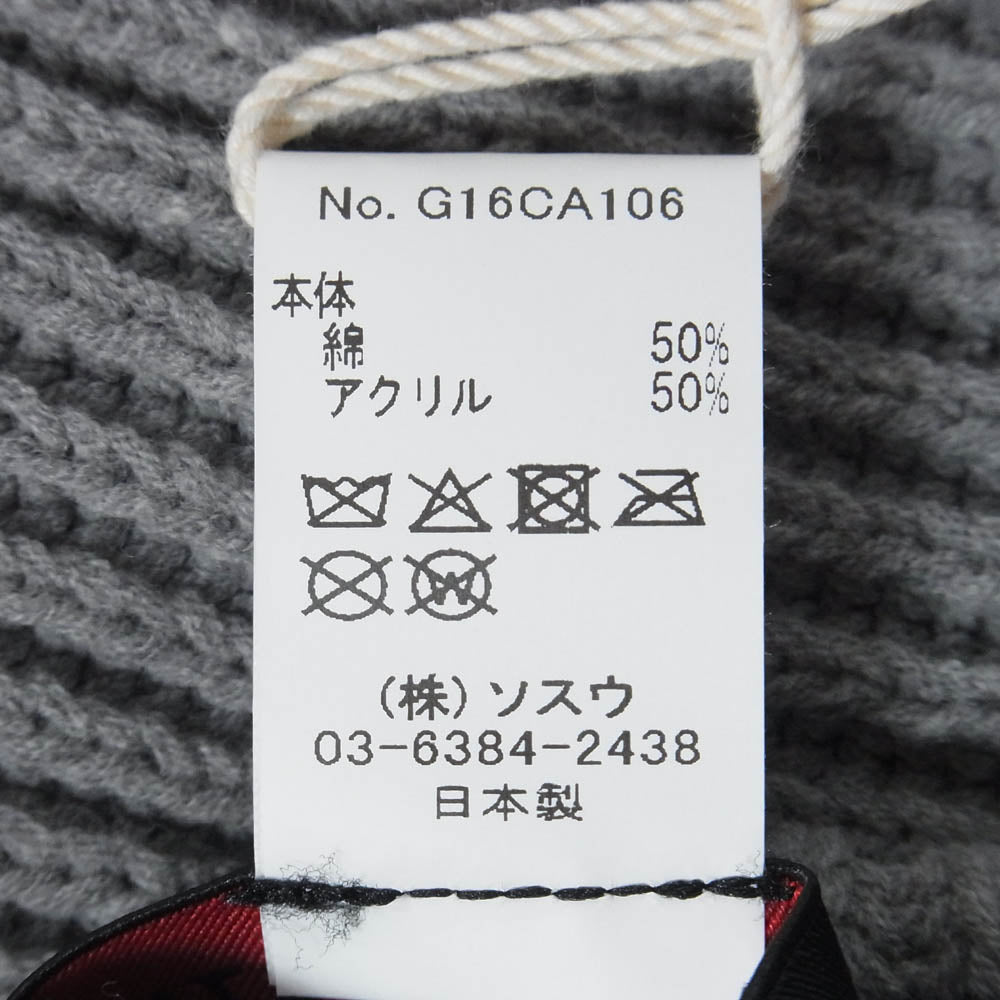 No. G16CA106
本体
綿 50%
アクリル 50%
(株) ソスウ
03-6384-2438
日本製